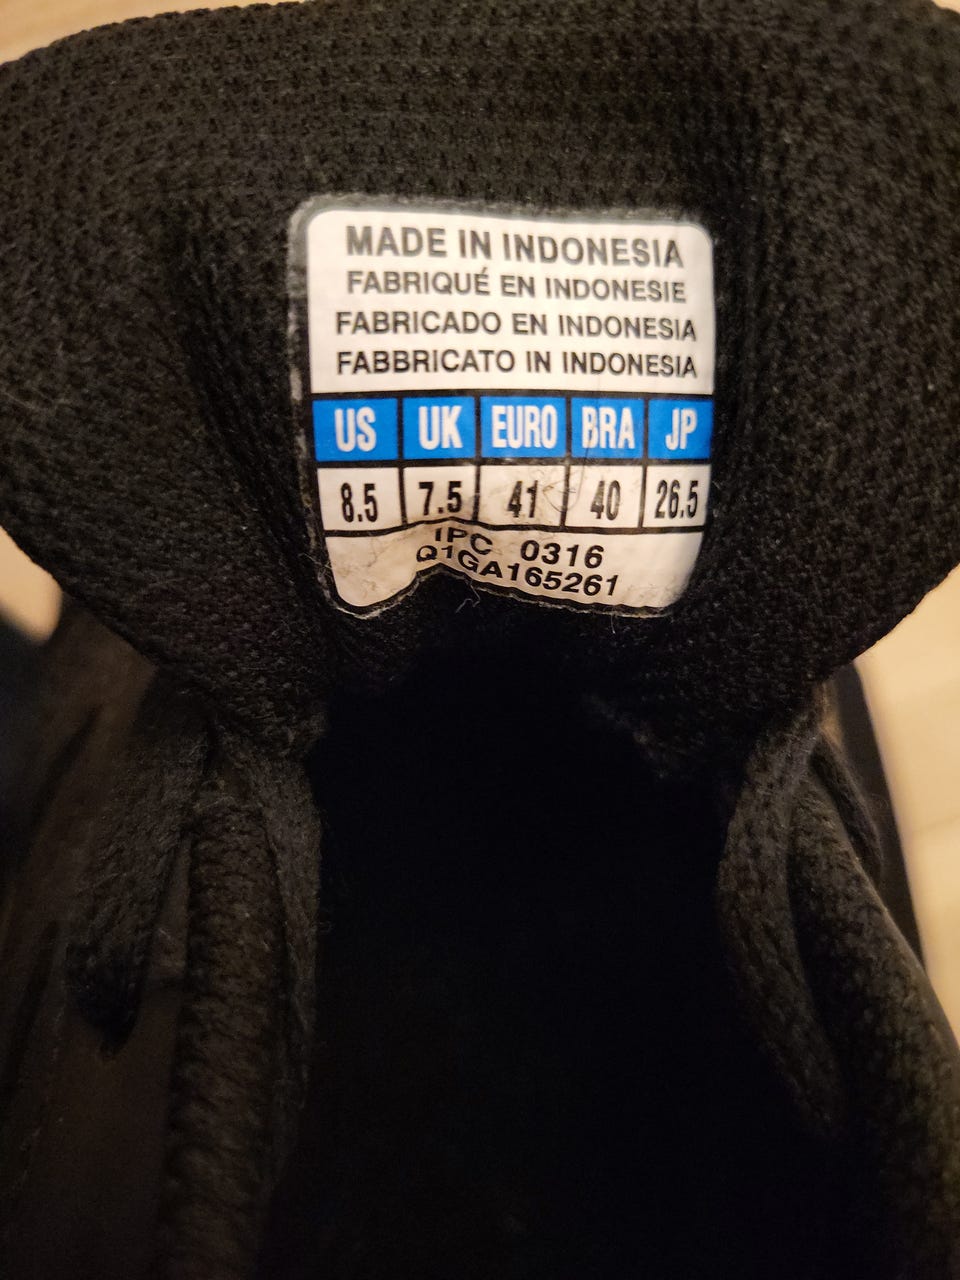 MADE IN INDONESIA
FABRIQUÉ EN INDONESIE
FABRICADO EN INDONESIA
FABBRICATO IN INDONESIA
US UK EURO BRA JP
8.5 7.5 41 40 26.5
IPC 0316
Q1GA165261